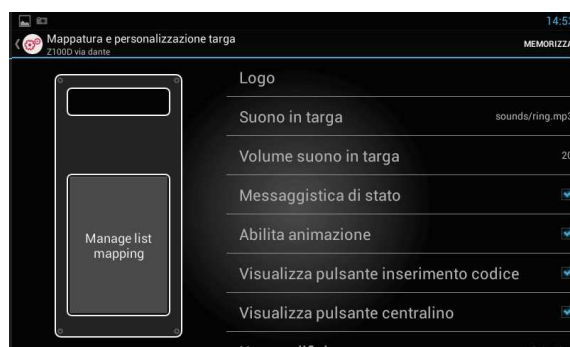 14:53
Mappatura e personalizzazione targa
Z100D via dante
MEMORIZZA
Logo
Suono in targa
sounds/ring.mp3
Volume suono in targa
20
Messaggistica di stato
Manage list
mapping
Abilita animazione
Visualizza pulsante inserimento codice
Visualizza pulsante centralino